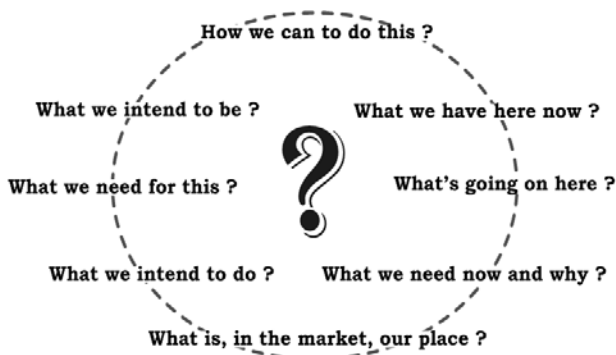 How we can to do this ?
What we intend to be ?
What we have here now ?
?
What we need for this ?
What's going on here ?
What we intend to do ?
What we need now and why ?
What is, in the market, our place ?